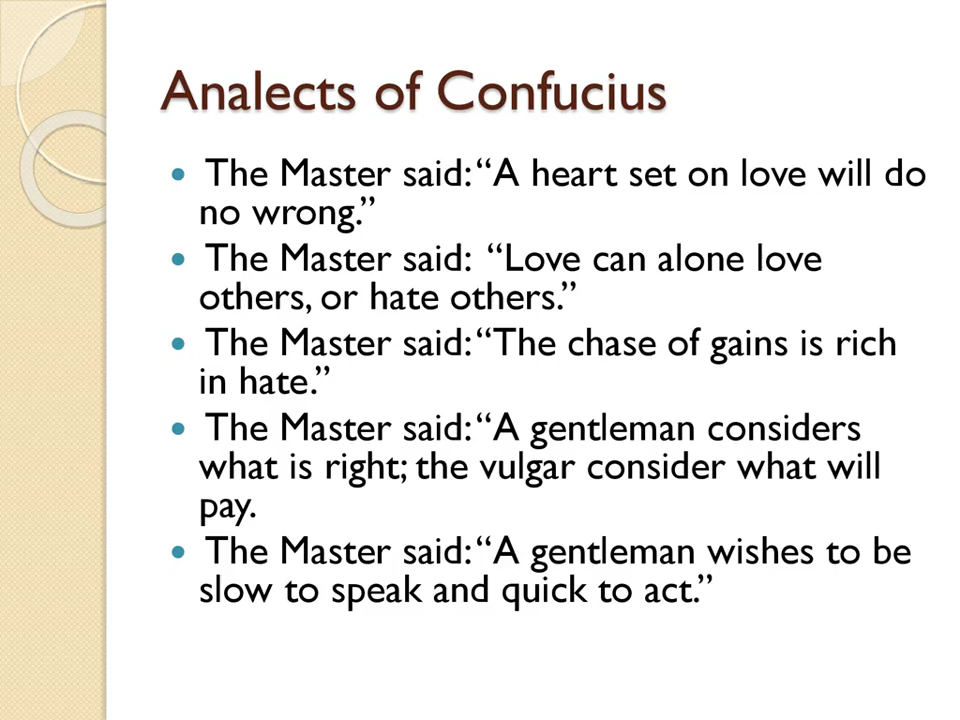 Analects of Confucius
• The Master said: “A heart set on love will do
no wrong.”
• The Master said: “Love can alone love
others, or hate others.”
• The Master said: “The chase of gains is rich
in hate.”
• The Master said: “A gentleman considers
what is right; the vulgar consider what will
pay.
• The Master said: “A gentleman wishes to be
slow to speak and quick to act.”